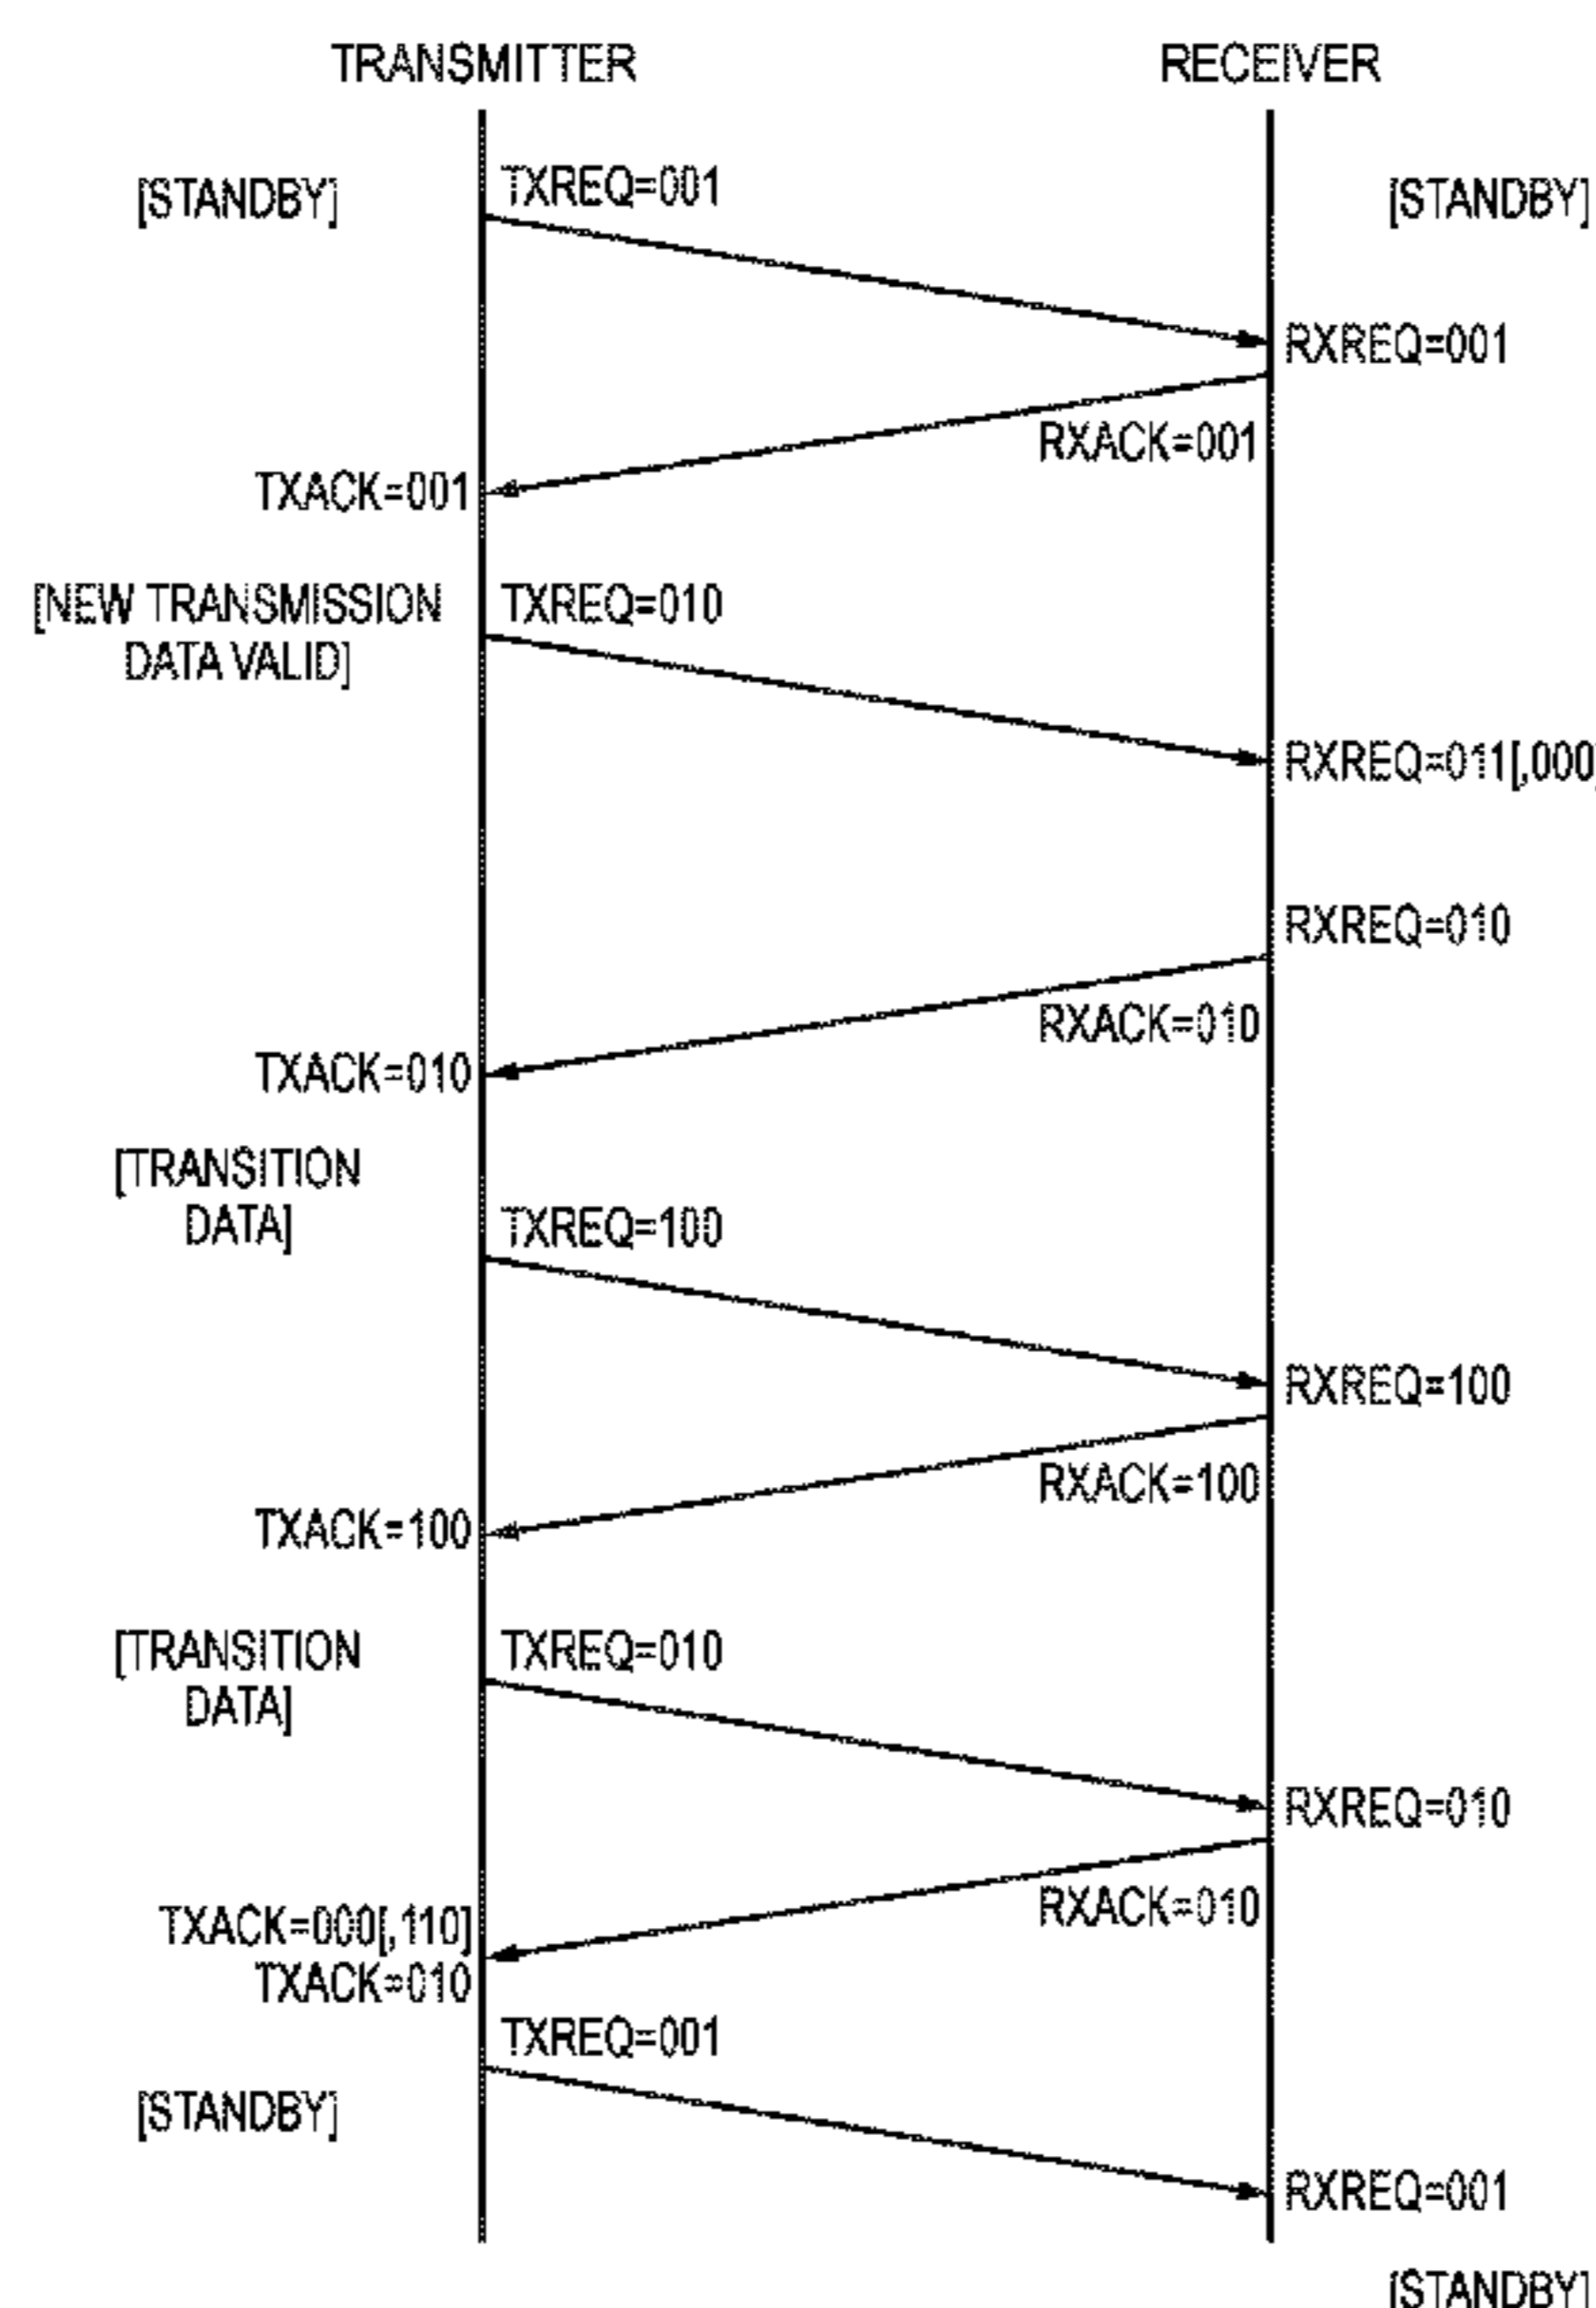 TRANSMITTER
RECEIVER
[STANDBY]
TXREQ=001
[STANDBY]
RXREQ=001
RXACK=001
TXACK=001
[NEW TRANSMISSION
DATA VALID]
TXREQ=010
RXREQ=011[,000
RXREQ=010
RXACK=010
TXACK=010
[TRANSITION
DATA]
TXREQ=100
RXREQ=100
RXACK=100
TXACK=100
[TRANSITION
DATA]
TXREQ=010
RXREQ=010
RXACK=010
TXACK=000[,110]
TXACK=010
TXREQ=001
[STANDBY]
RXREQ=001
[STANDBY]